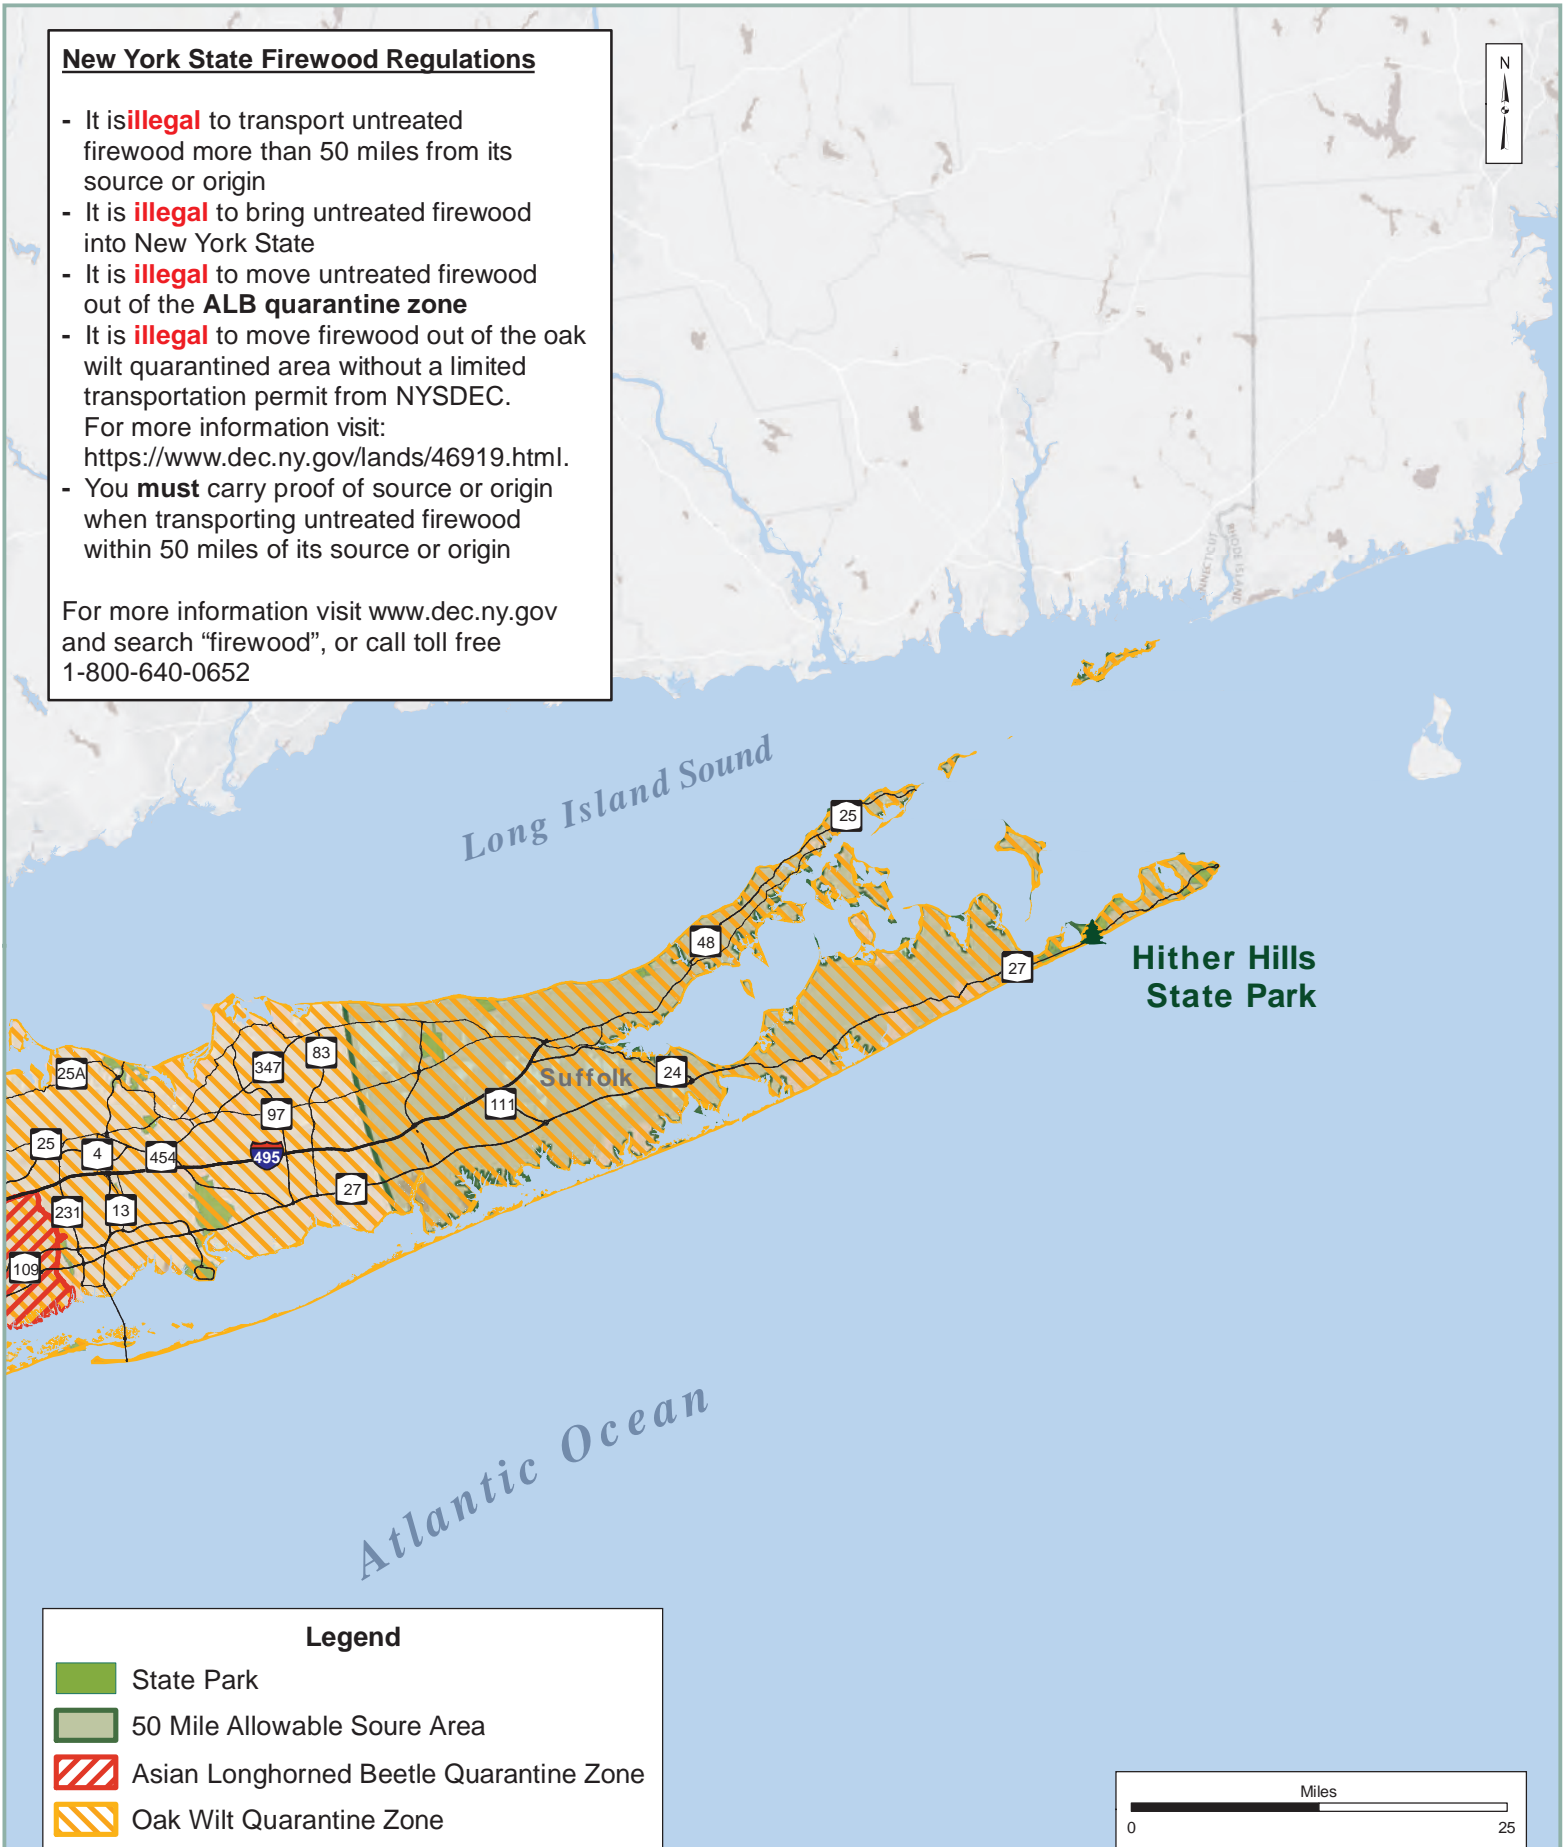 New York State Firewood Regulations
- It isillegal to transport untreated
firewood more than 50 miles from its
source or origin
- It is illegal to bring untreated firewood
into New York State
- It is illegal to move untreated firewood
out of the ALB quarantine zone
- It is illegal to move firewood out of the oak
wilt quarantined area without a limited
transportation permit from NYSDEC.
For more information visit:
https://www.dec.ny.gov/lands/46919.html.
- You must carry proof of source or origin
when transporting untreated firewood
within 50 miles of its source or origin
For more information visit www.dec.ny.gov
and search “firewood”, or call toll free
1-800-640-0652
N
RHODE ISLAND
Long Island Sound
25
48
27
Hither Hills
State Park
83
347
25A
Suffolk
24
111
97
25
4
454
495
27
231
13
109
Atlantic Ocean
Legend
State Park
50 Mile Allowable Soure Area
Asian Longhorned Beetle Quarantine Zone
Oak Wilt Quarantine Zone
Miles
0 25